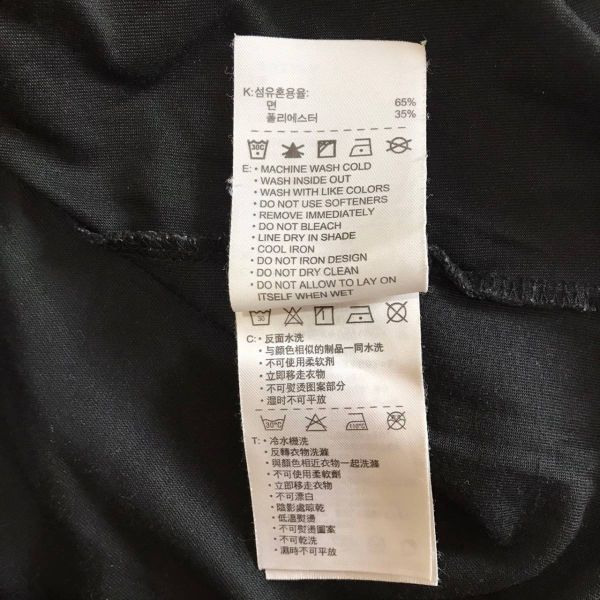 K:섬유혼용율:
면 65%
폴리에스터 35%
30C
E: • MACHINE WASH COLD
• WASH INSIDE OUT
• WASH WITH LIKE COLORS
• DO NOT USE SOFTENERS
• REMOVE IMMEDIATELY
• DO NOT BLEACH
• LINE DRY IN SHADE
• COOL IRON
• DO NOT IRON DESIGN
• DO NOT DRY CLEAN
• DO NOT ALLOW TO LAY ON
ITSELF WHEN WET
30
C: • 反面水洗
• 与颜色相似的制品一同水洗
• 不可使用柔软剂
• 立即移走衣物
• 不可熨烫图案部分
• 湿时不可平放
30°C 110°C
T: • 冷水機洗
• 反轉衣物洗滌
• 與顏色相近衣物一起洗滌
• 不可使用柔軟劑
• 立即移走衣物
• 不可漂白
• 陰影處晾乾
• 低溫熨燙
• 不可熨燙圖案
• 不可乾洗
• 濕時不可平放